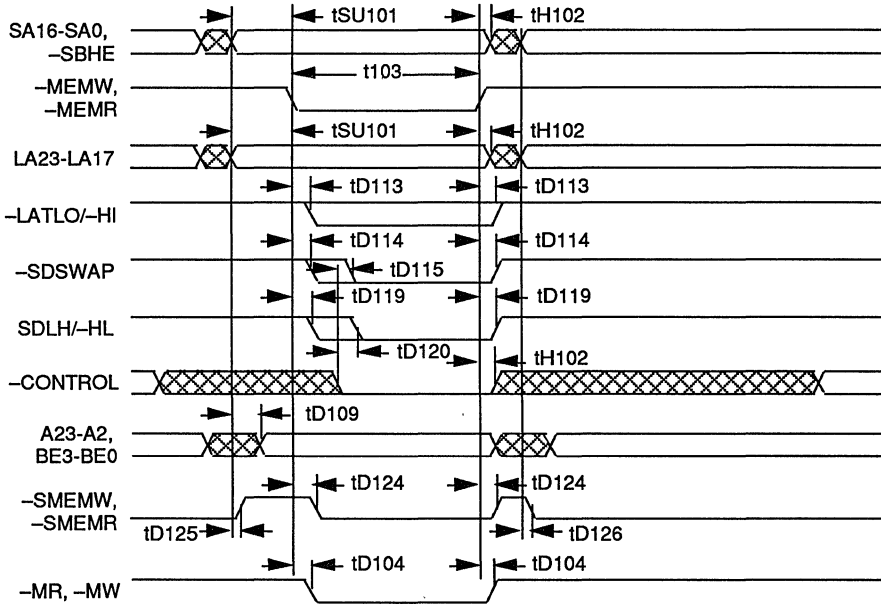 SA16-SA0,
–SBHE
tSU101
tH102
t103
–MEMW,
–MEMR
tSU101
tH102
LA23-LA17
tD113
tD113
–LATLO/–HI
tD114
tD114
–SDSWAP
tD115
tD119
tD119
SDLH/–HL
tD120
tH102
–CONTROL
tD109
A23-A2,
BE3-BE0
tD124
tD124
–SMEMW,
–SMEMR
tD125
tD126
tD104
tD104
–MR, –MW